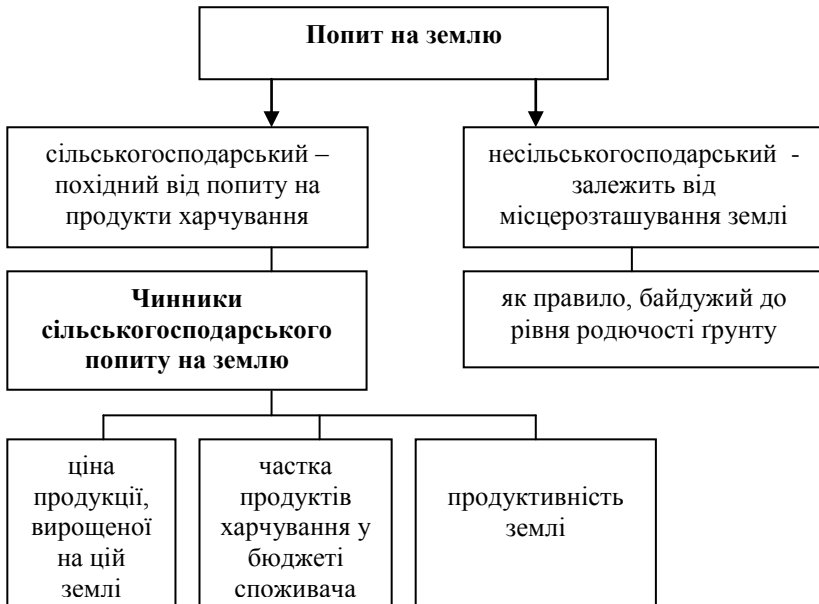 Попит на землю
сільськогосподарський –
похідний від попиту на
продукти харчування
несільськогосподарський -
залежить від
місцерозташування землі
Чинники
сільськогосподарського
попиту на землю
як правило, байдужий до
рівня родючості ґрунту
ціна
продукції,
вирощеної
на цій
землі
частка
продуктів
харчування у
бюджеті
споживача
продуктивність
землі